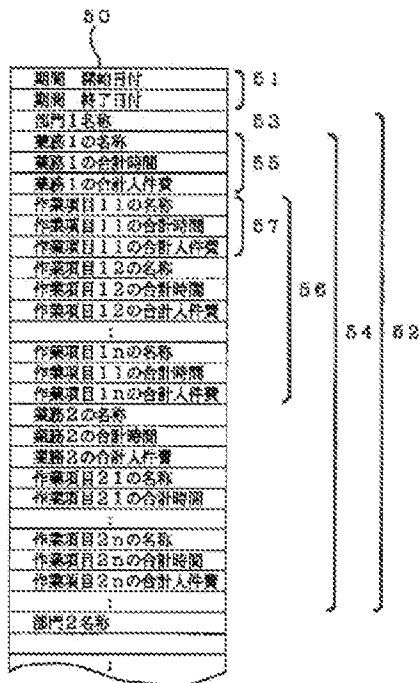 50
期間 開始日付
期間 終了日付
51
部門1名称
53
業務1の名称
業務1の合計時間
業務1の合計人件費
55
作業項目11の名称
作業項目11の合計時間
作業項目11の合計人件費
57
作業項目12の名称
作業項目12の合計時間
作業項目12の合計人件費
:
56
54
52
作業項目1nの名称
作業項目11の合計時間
作業項目1nの合計人件費
業務2の名称
業務2の合計時間
業務3の合計人件費
作業項目21の名称
作業項目21の合計時間
:
作業項目2nの名称
作業項目2nの合計時間
作業項目2nの合計人件費
:
部門2名称
: